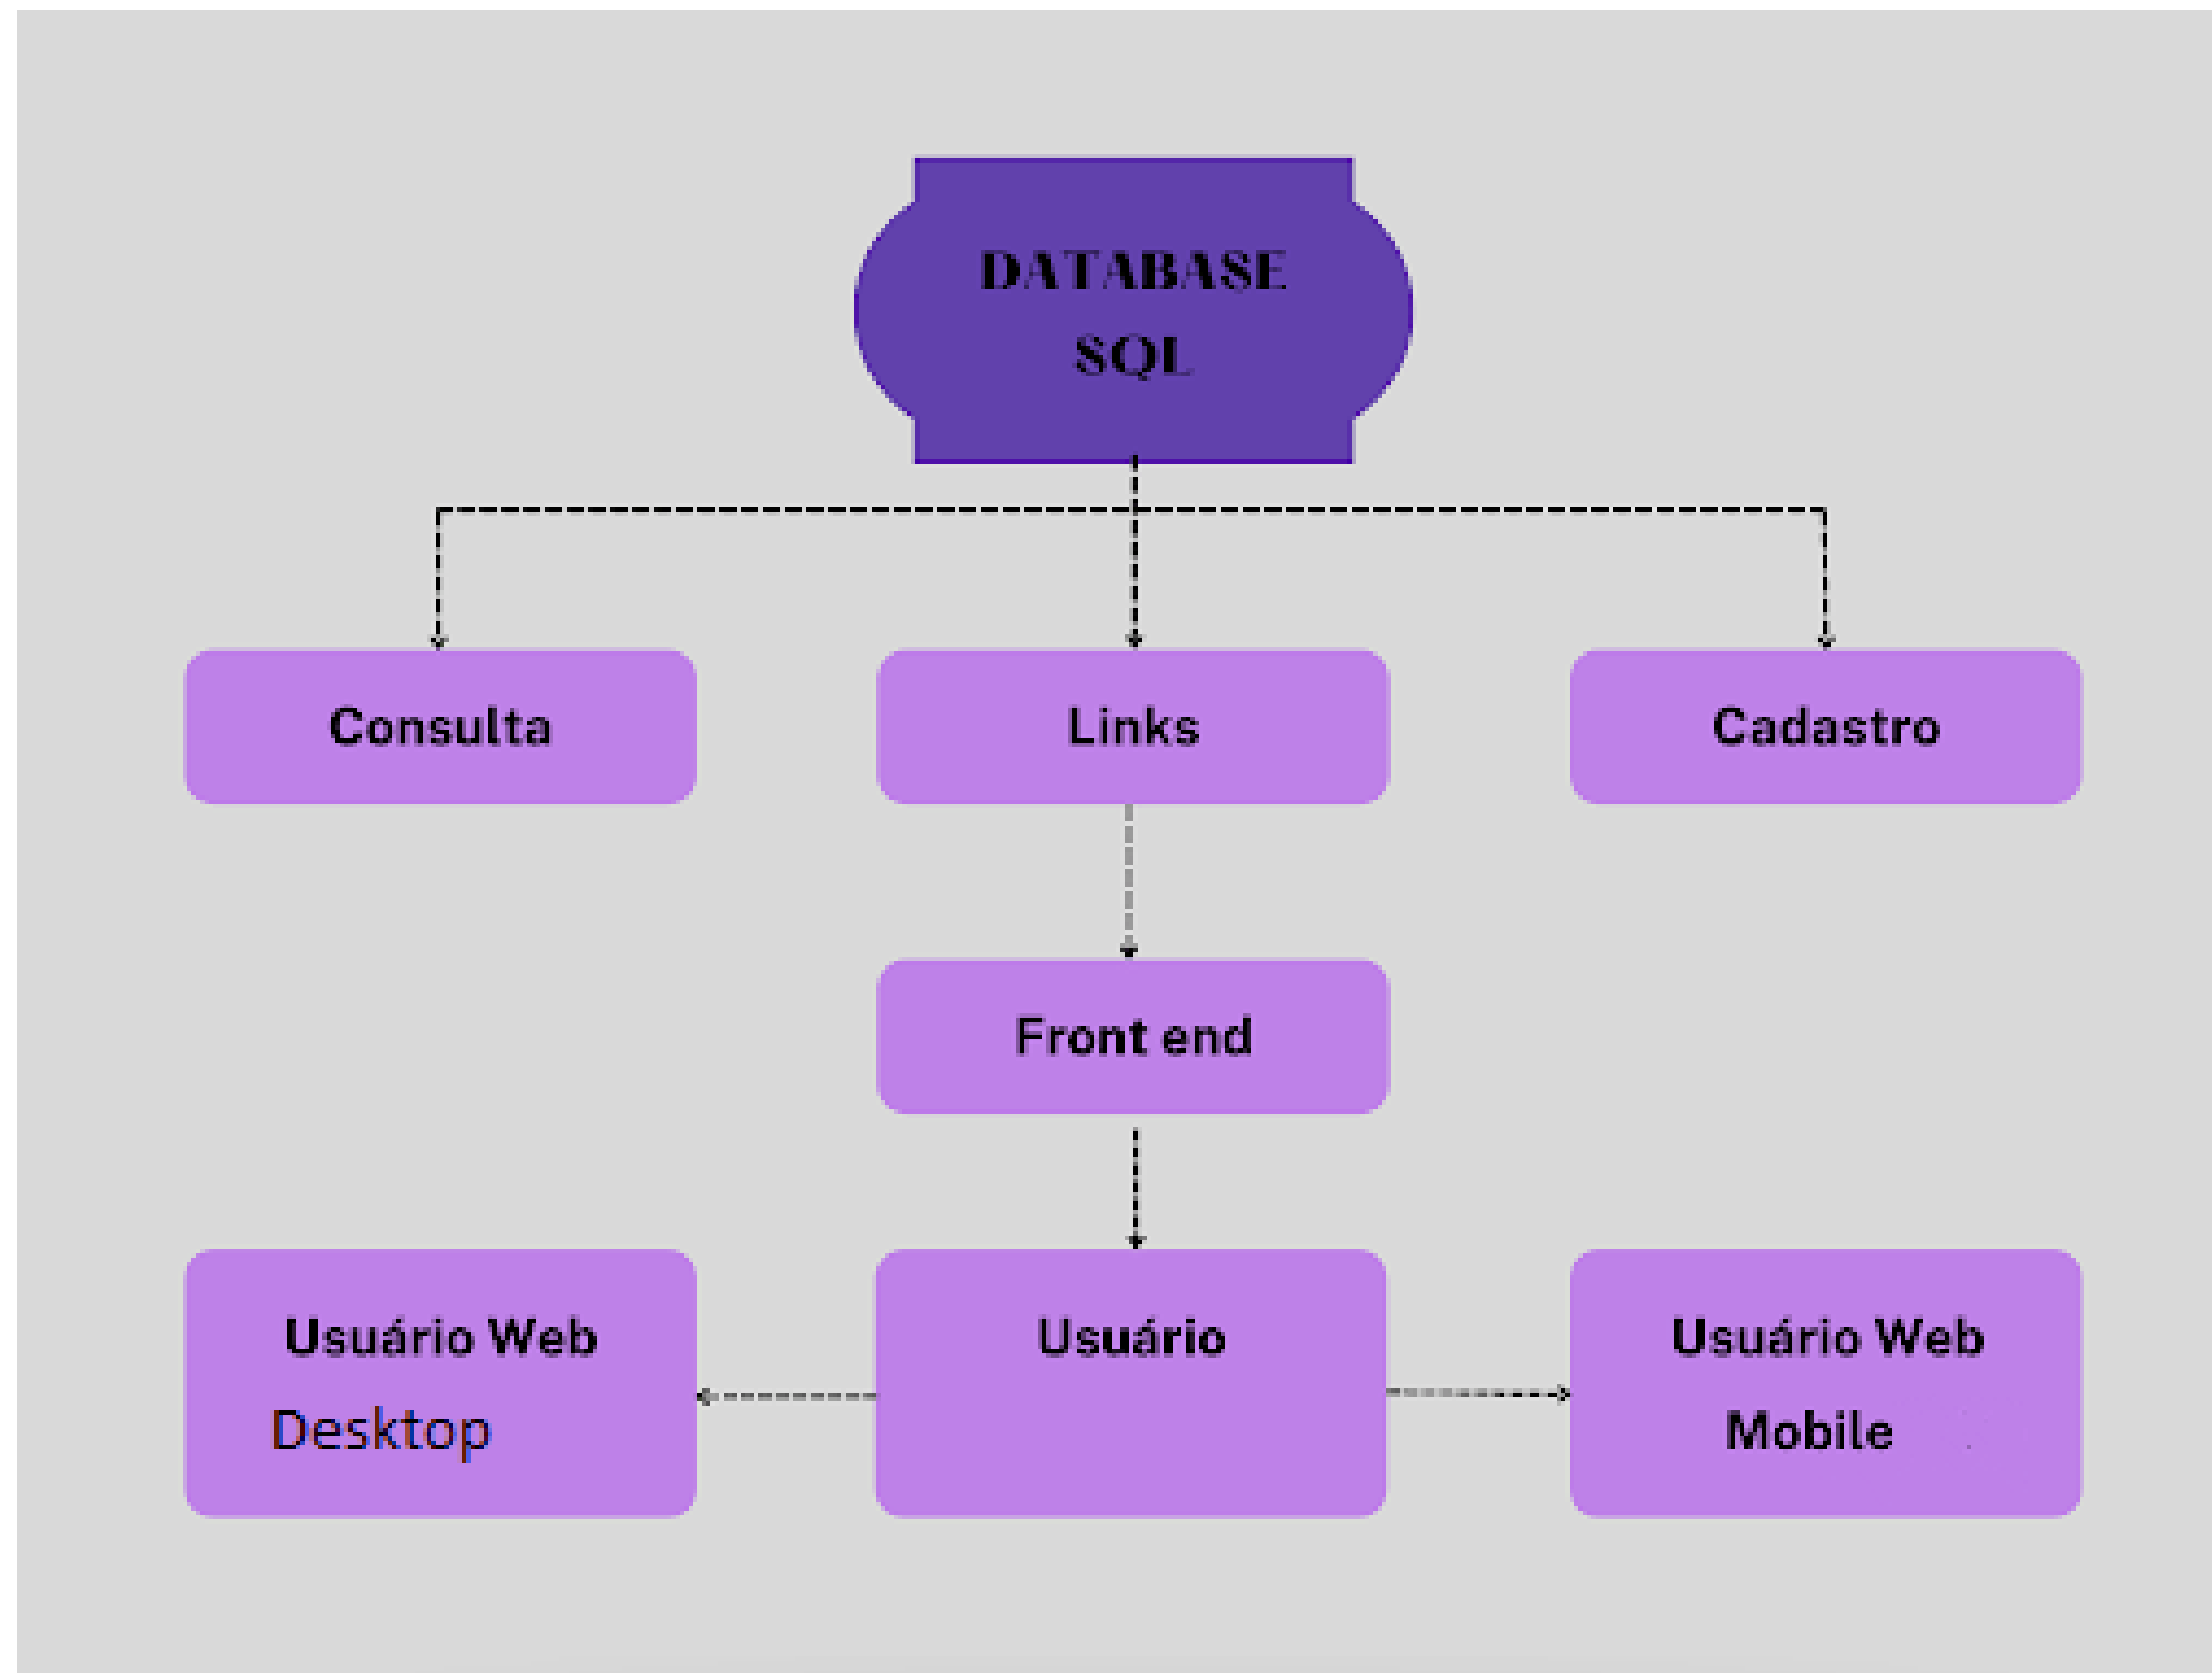 DATABASE
SQL
Consulta
Links
Cadastro
Front end
Usuário Web
Desktop
Usuário
Usuário Web
Mobile